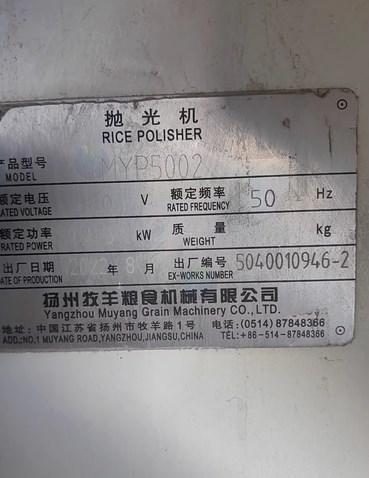 抛光机
RICE POLISHER
产品型号 MODEL MYP5002
额定电压 RATED VOLTAGE V 额定频率 RATED FREQUENCY 50 Hz
额定功率 RATED POWER kW 质量 WEIGHT kg
出厂日期 DATE OF PRODUCTION 2022 年 8 月 出厂编号 EX-WORKS NUMBER 5040010946-2
扬州牧羊粮食机械有限公司
Yangzhou Muyang Grain Machinery CO., Ltd
地址: 中国江苏省扬州市牧羊路1号 电话:(0514) 87848366
ADD.:NO.1 MUYANG ROAD,YANGZHOU,JIANGSU,CHINA TEL:+86-514-87848366